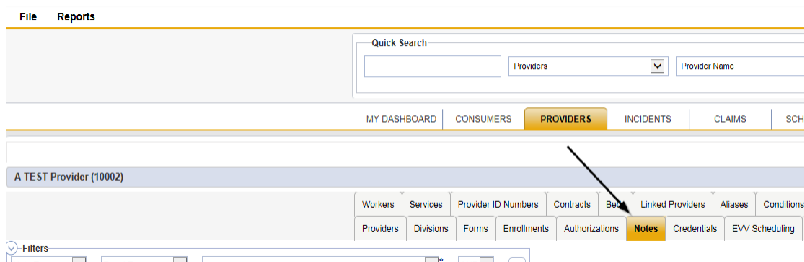 File Reports
Quick Search
Providers Provider Name
MY DASHBOARD CONSUMERS PROVIDERS INCIDENTS CLAIMS SCH
A TEST Provider (10002)
Workers Services Provider ID Numbers Contracts Linked Providers Aliases Conditions
Providers Divisions Forms Enrollments Authorizations Notes Credentials EVV Scheduling
Filters